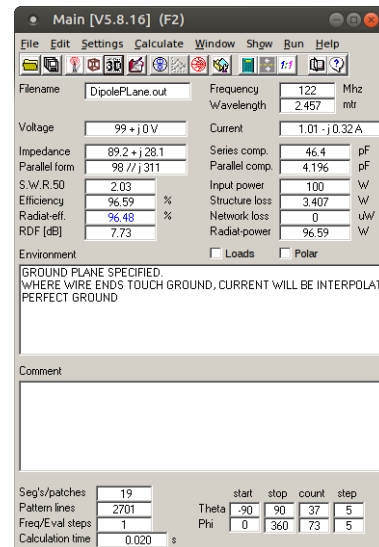 Main [V5.8.16] (F2)
File Edit Settings Calculate Window Show Run Help
3D 1:1
Filename DipolePLane.out Frequency 122 Mhz
Wavelength 2.457 mtr
Voltage 99 + j 0 V Current 1.01 - j 0.32 A
Impedance 89.2 + j 28.1 Series comp. 46.4 pF
Parallel form 98 // j 311 Parallel comp. 4.196 pF
S.W.R.50 2.03 Input power 100 W
Efficiency 96.59 % Structure loss 3.407 W
Radiat-eff. 96.48 % Network loss 0 uW
RDF [dB] 7.73 Radiat-power 96.59 W
Environment Loads Polar
GROUND PLANE SPECIFIED.
WHERE WIRE ENDS TOUCH GROUND, CURRENT WILL BE INTERPOLAT
PERFECT GROUND
Comment
Seg's/patches 19 start stop count step
Pattern lines 2701 Theta -90 90 37 5
Freq/Eval steps 1 Phi 0 360 73 5
Calculation time 0.020 s